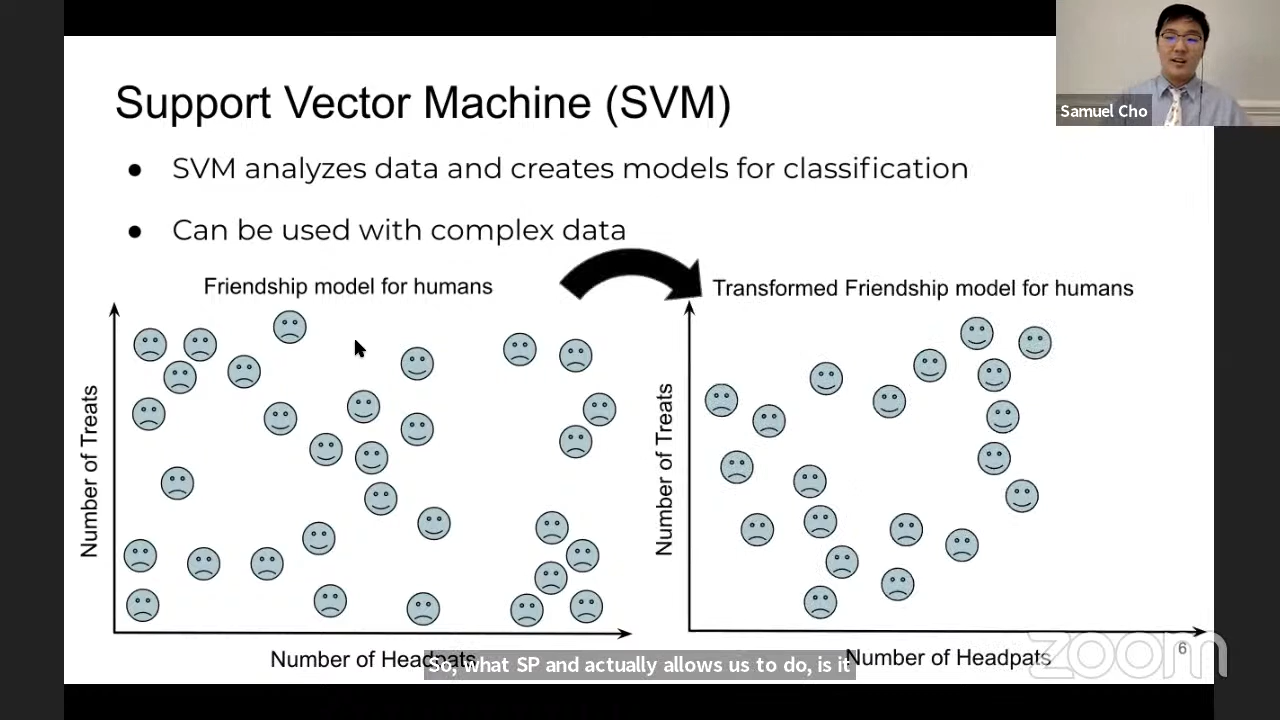 Support Vector Machine (SVM)
Samuel Cho
● SVM analyzes data and creates models for classification
● Can be used with complex data
Friendship model for humans
Transformed Friendship model for humans
Number of Treats
Number of Treats
Number of Headpats
Number of Headpats
So, what SP and actually allows us to do, is it
zoom
6